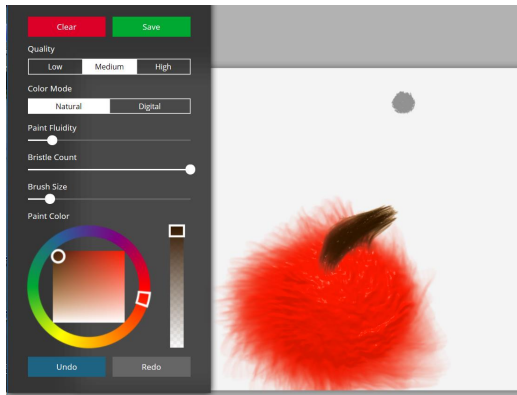 Clear Save
Quality
Low Medium High
Color Mode
Natural Digital
Paint Fluidity
Bristle Count
Brush Size
Paint Color
Undo Redo